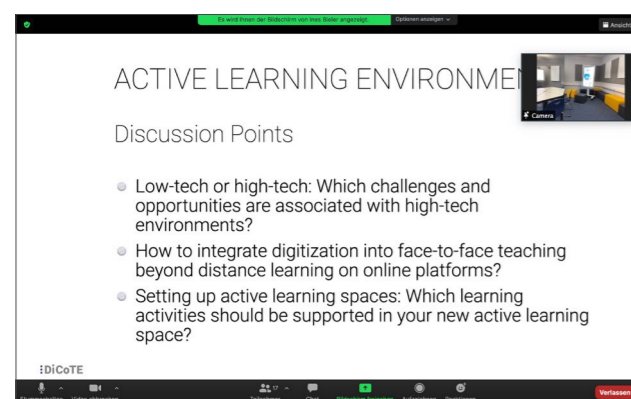 Es wird Ihnen der Bildschirm von Ines Bieler angezeigt.
Optionen anzeigen
Ansicht
ACTIVE LEARNING ENVIRONMEN
Camera
Discussion Points
Low-tech or high-tech: Which challenges and
opportunities are associated with high-tech
environments?
How to integrate digitization into face-to-face teaching
beyond distance learning on online platforms?
Setting up active learning spaces: Which learning
activities should be supported in your new active learning
space?
DiCoTE
17
Verlassen